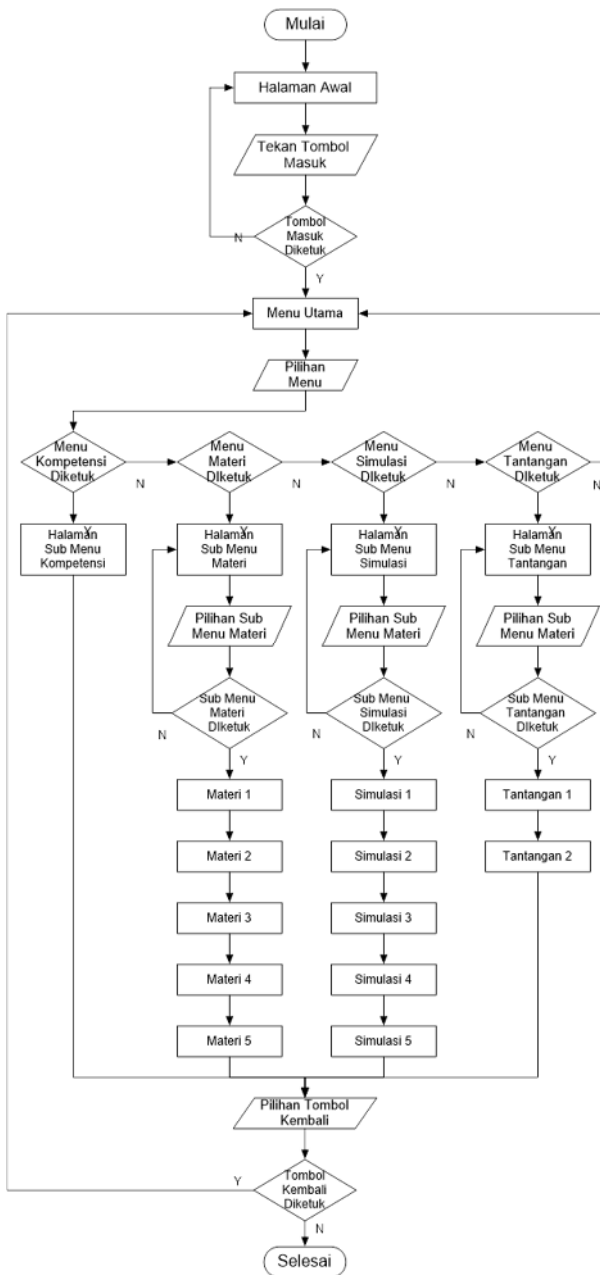 Mulai
Halaman Awal
Tekan Tombol
Masuk
Tombol
Masuk
Diketuk
N
Y
Menu Utama
Pilihan
Menu
Menu
Kompetensi
Diketuk
N
Menu
Materi
DIketuk
N
Menu
Simulasi
DIketuk
N
Menu
Tantangan
DIketuk
N
Y
Halaman
Sub Menu
Kompetensi
Y
Halaman
Sub Menu
Materi
Y
Halaman
Sub Menu
Simulasi
Y
Halaman
Sub Menu
Tantangan
Pilihan Sub
Menu Materi
Pilihan Sub
Menu Materi
Pilihan Sub
Menu Materi
Sub Menu
Materi
DIketuk
N
Y
Sub Menu
Simulasi
DIketuk
N
Y
Sub Menu
Tantangan
DIketuk
N
Y
Materi 1
Simulasi 1
Tantangan 1
Materi 2
Simulasi 2
Tantangan 2
Materi 3
Simulasi 3
Materi 4
Simulasi 4
Materi 5
Simulasi 5
Pilihan Tombol
Kembali
Y
Tombol
Kembali
Diketuk
N
Selesai